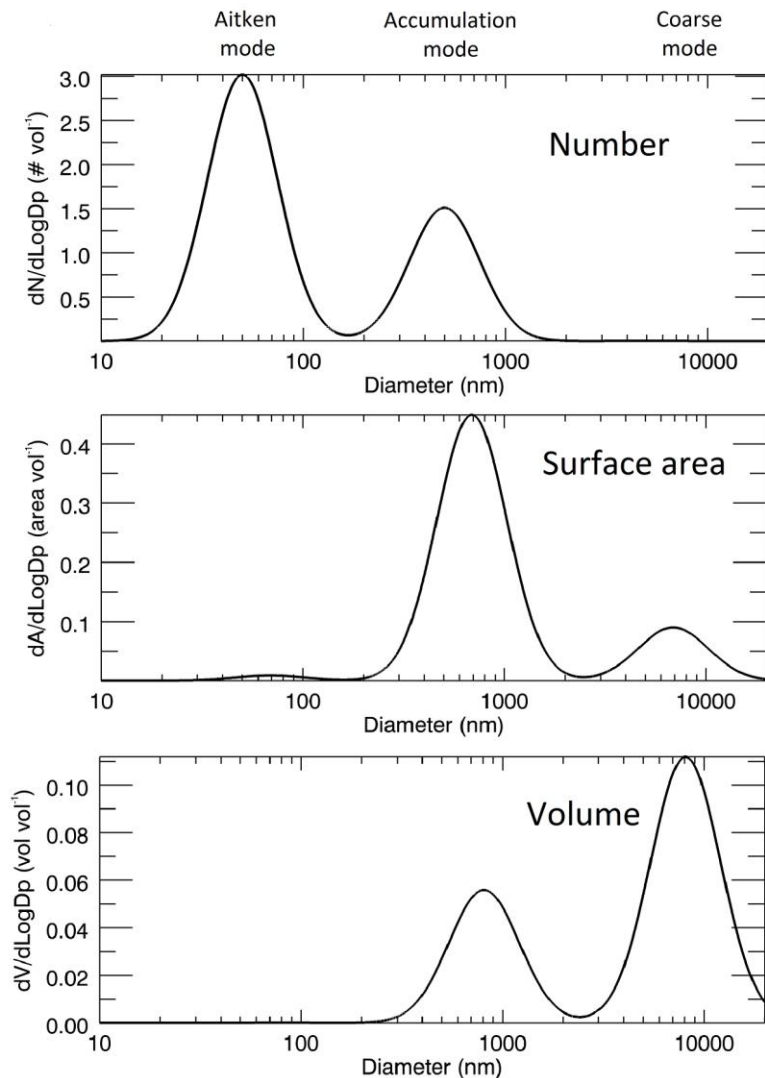 Aitken
mode
Accumulation
mode
Coarse
mode
dN/dLogDp (# vol⁻¹)
3.0
2.5
2.0
1.5
1.0
0.5
Number
10 100 1000 10000
Diameter (nm)
dA/dLogDp (area vol⁻¹)
0.4
0.3
0.2
0.1
Surface area
10 100 1000 10000
Diameter (nm)
dV/dLogDp (vol vol⁻¹)
0.10
0.08
0.06
0.04
0.02
0.00
Volume
10 100 1000 10000
Diameter (nm)